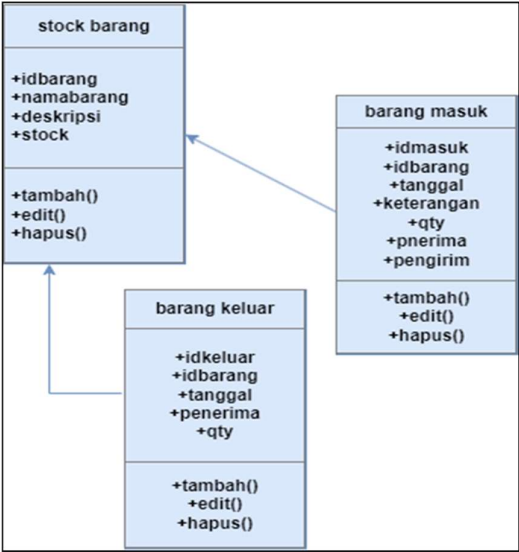 stock barang
+idbarang
+namabarang
+deskripsi
+stock
+tambah()
+edit()
+hapus()
barang masuk
+idmasuk
+idbarang
+tanggal
+keterangan
+qty
+pnerima
+pengirim
+tambah()
+edit()
+hapus()
barang keluar
+idkeluar
+idbarang
+tanggal
+penerima
+qty
+tambah()
+edit()
+hapus()